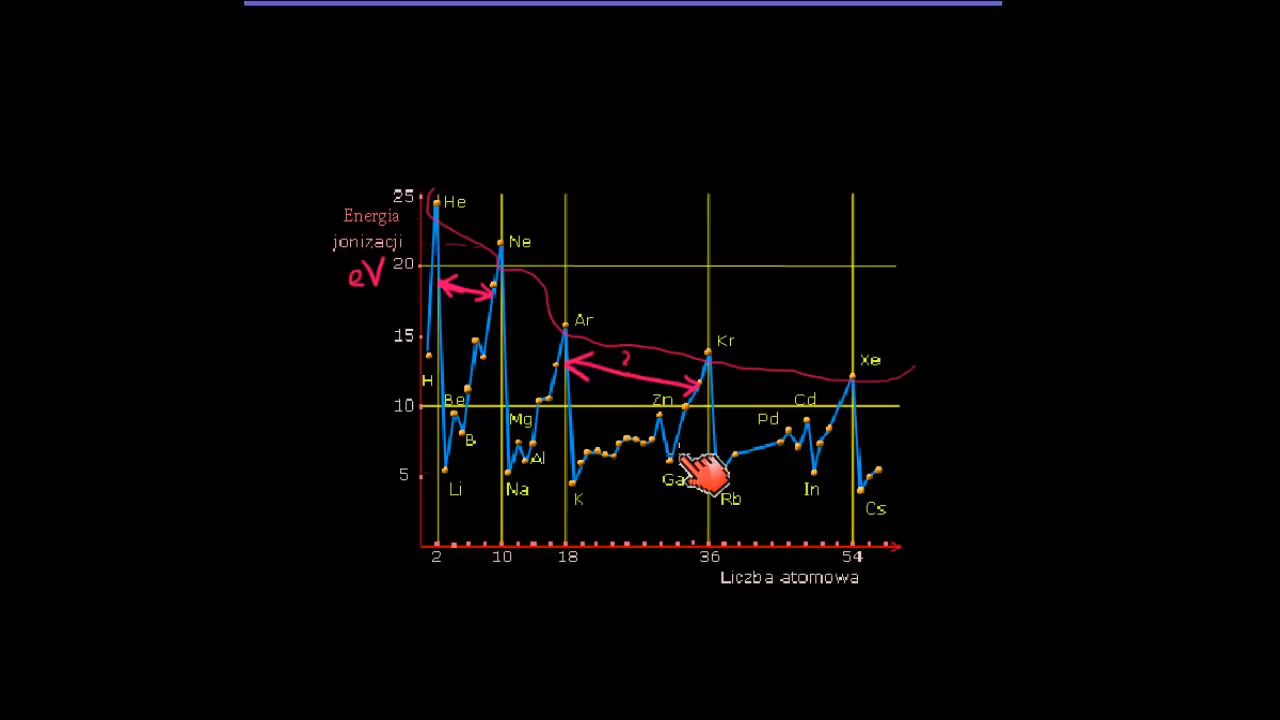 25
He
Energia
jonizacji
Ne
20
eV
Ar
15
?
Kr
Xe
H
Be
Zn
Cd
10
Mg
Pd
B
Al
5
Li
Na
K
Ga
Rb
In
Cs
2 10 18 36 54
Liczba atomowa